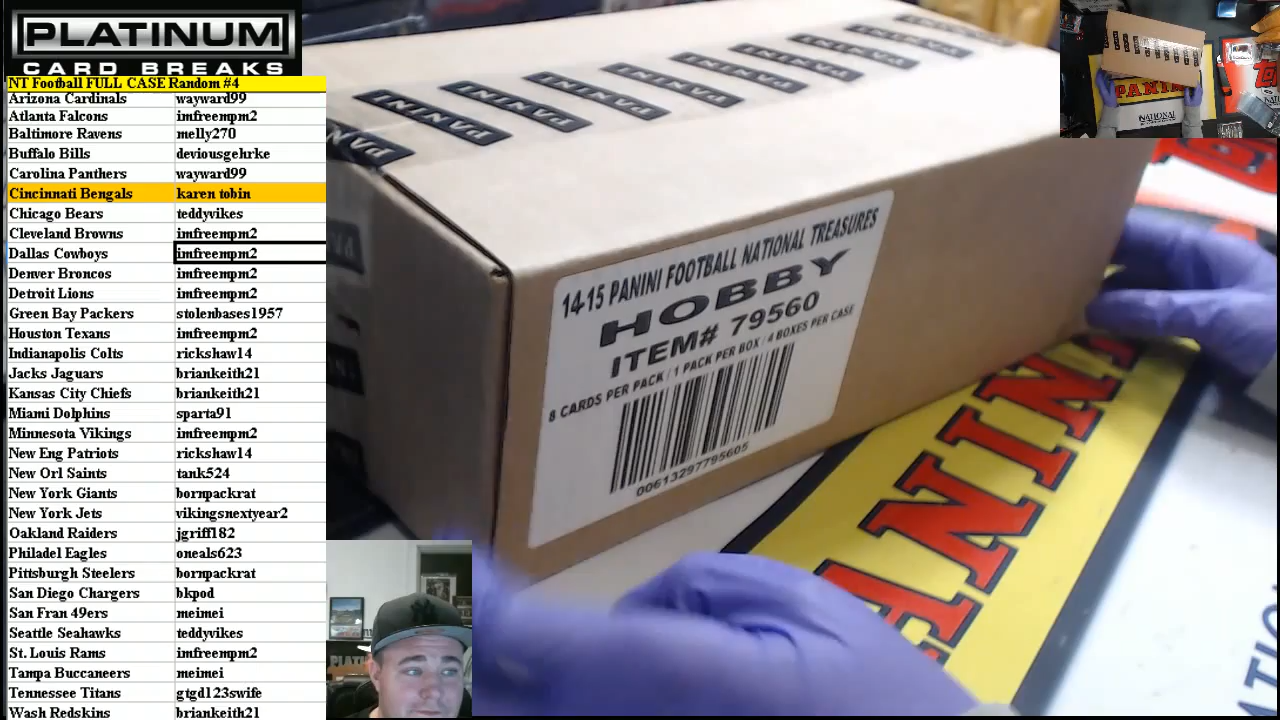 PLATINUM
CARD BREAKS
NT Football FULL CASE Random #4
Arizona Cardinals wayward99
Atlanta Falcons imfreempm2
Baltimore Ravens melly270
Buffalo Bills deviousgehrke
Carolina Panthers wayward99
Cincinnati Bengals karen tobin
Chicago Bears teddyvikes
Cleveland Browns imfreempm2
Dallas Cowboys imfreempm2
Denver Broncos imfreempm2
Detroit Lions imfreempm2
Green Bay Packers stolenbases1957
Houston Texans imfreempm2
Indianapolis Colts rickshaw14
Jacks Jaguars briankeith21
Kansas City Chiefs briankeith21
Miami Dolphins sparta91
Minnesota Vikings imfreempm2
New Eng Patriots rickshaw14
New Orl Saints tank524
New York Giants bornpackrat
New York Jets vikingsnextyear2
Oakland Raiders jgriff182
Philadel Eagles oneals623
Pittsburgh Steelers bornpackrat
San Diego Chargers bkpod
San Fran 49ers meimei
Seattle Seahawks teddyvikes
St. Louis Rams imfreempm2
Tampa Buccaneers meimei
Tennessee Titans gtgd123swife
Wash Redskins briankeith21
PANINI PANINI PANINI PANINI PANINI PANINI PANINI
PAN
14-15 PANINI FOOTBALL NATIONAL TREASURES
HOBBY
ITEM# 79560
8 CARDS PER PACK / 1 PACK PER BOX / 4 BOXES PER CASE
00613297795605
PANINI
PANINI
NATIONAL
PLATINUM